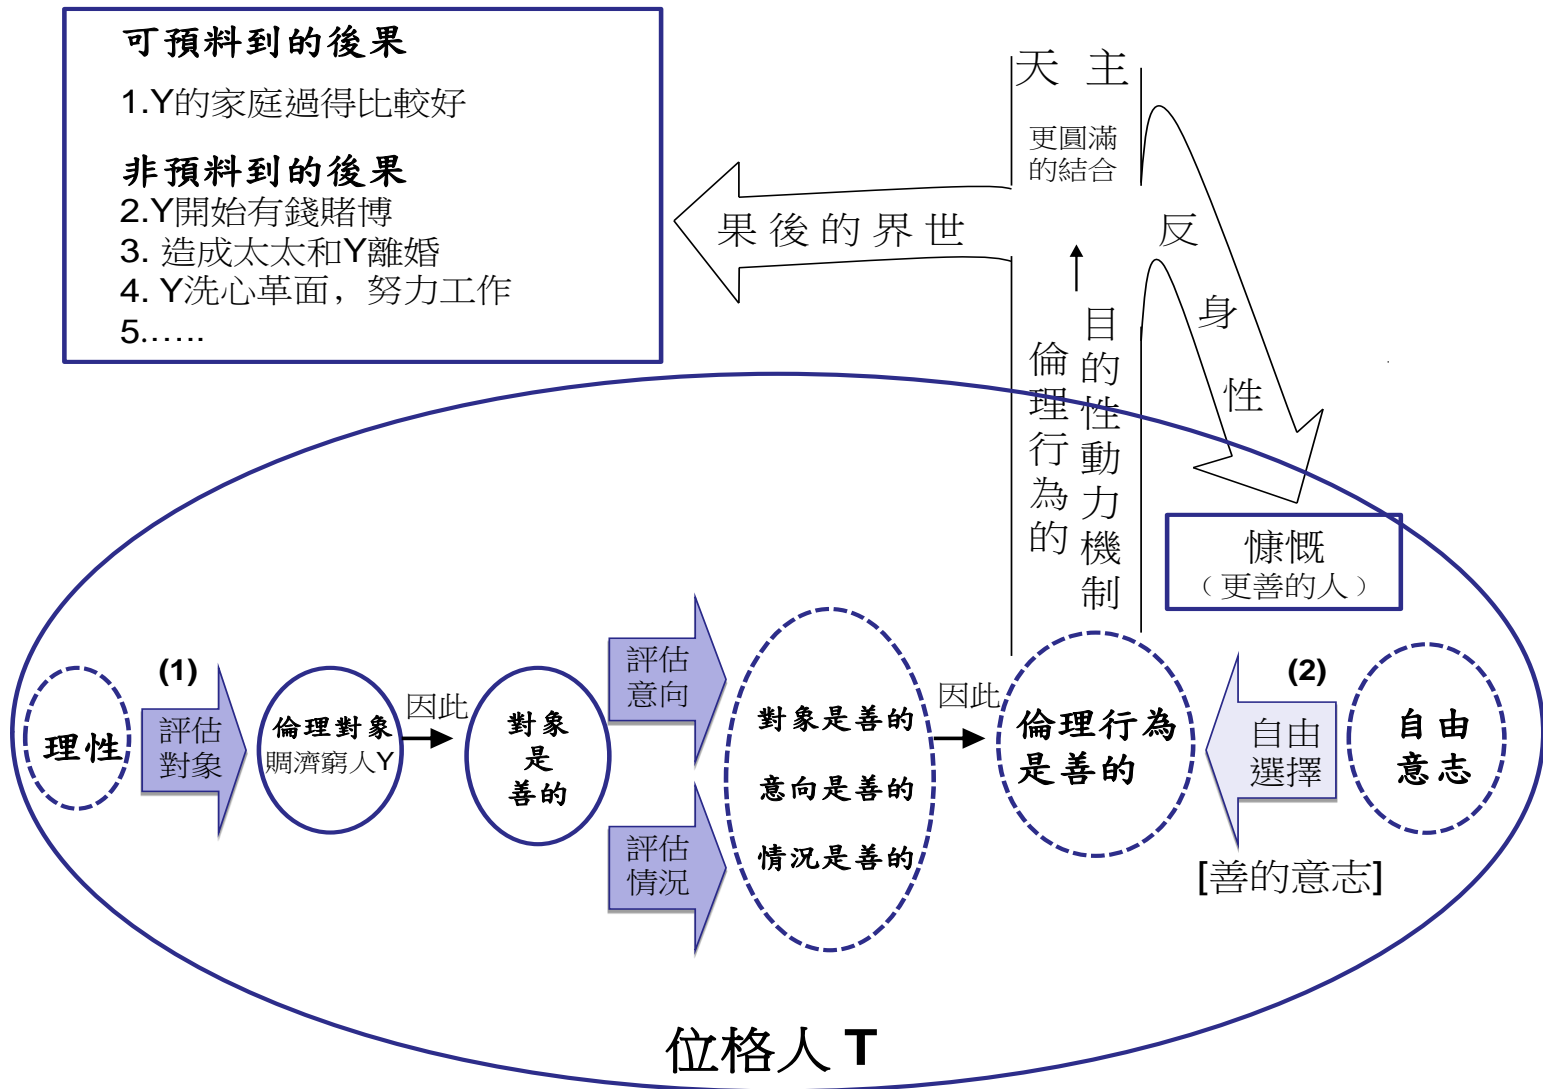 可預料到的後果
1.Y的家庭過得比較好
非預料到的後果
2.Y開始有錢賭博
3. 造成太太和Y離婚
4. Y洗心革面，努力工作
5.…...
天 主
更圓滿
的結合
果後的界世
反身性
倫理行為的
目的性動力機制
慷慨
（更善的人）
理性
(1)
評估
對象
倫理對象
賙濟窮人Y
因此
對象
是
善的
評估
意向
評估
情況
對象是善的
意向是善的
情況是善的
因此
倫理行為
是善的
(2)
自由
選擇
自由
意志
[善的意志]
位格人 T